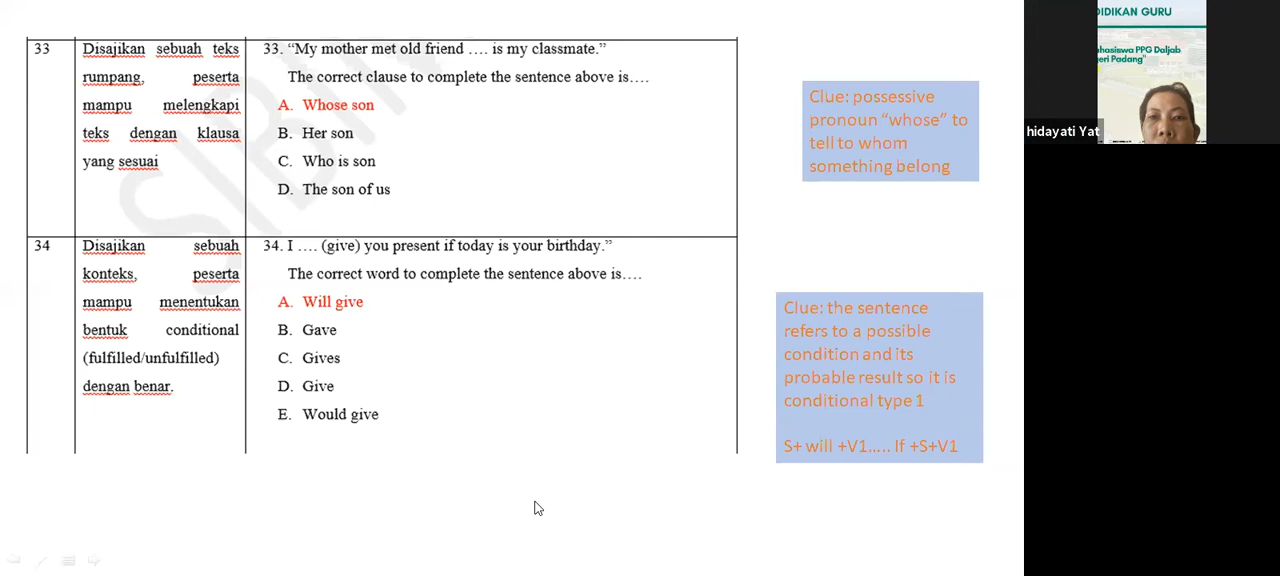 33
Disajikan sebuah teks
rumpang, peserta
mampu melengkapi
teks dengan klausa
yang sesuai
33. “My mother met old friend …. is my classmate.”
The correct clause to complete the sentence above is….
A. Whose son
B. Her son
C. Who is son
D. The son of us
Clue: possessive
pronoun “whose” to
tell to whom
something belong
34
Disajikan sebuah
konteks, peserta
mampu menentukan
bentuk conditional
(fulfilled/unfulfilled)
dengan benar.
34. I …. (give) you present if today is your birthday.”
The correct word to complete the sentence above is….
A. Will give
B. Gave
C. Gives
D. Give
E. Would give
Clue: the sentence
refers to a possible
condition and its
probable result so it is
conditional type 1
S+ will +V1..... If +S+V1
DIDIKAN GURU
ahasiswa PPG Daljab
geri Padang”
hidayati Yat